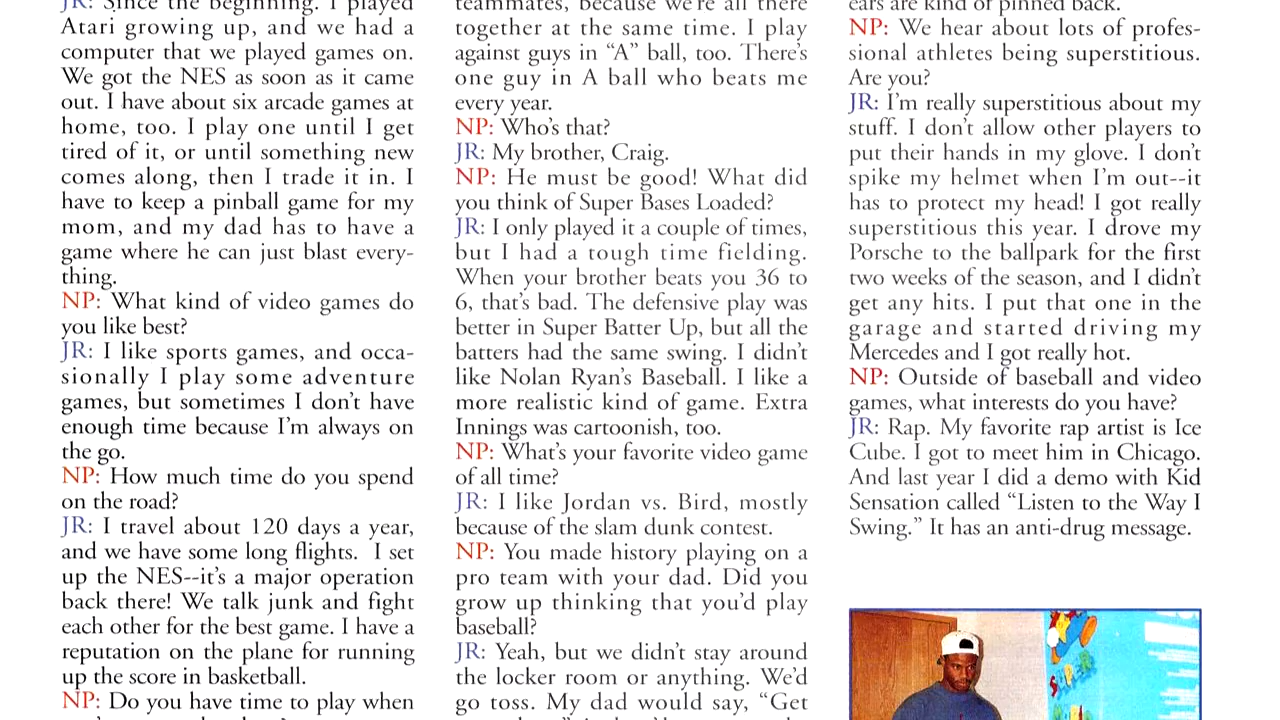 JR: Since the beginning. I played
Atari growing up, and we had a
computer that we played games on.
We got the NES as soon as it came
out. I have about six arcade games at
home, too. I play one until I get
tired of it, or until something new
comes along, then I trade it in. I
have to keep a pinball game for my
mom, and my dad has to have a
game where he can just blast every-
thing.
NP: What kind of video games do
you like best?
JR: I like sports games, and occa-
sionally I play some adventure
games, but sometimes I don't have
enough time because I'm always on
the go.
NP: How much time do you spend
on the road?
JR: I travel about 120 days a year,
and we have some long flights. I set
up the NES--it's a major operation
back there! We talk junk and fight
each other for the best game. I have a
reputation on the plane for running
up the score in basketball.
NP: Do you have time to play when
teammates, because we're all there
together at the same time. I play
against guys in "A" ball, too. There's
one guy in A ball who beats me
every year.
NP: Who's that?
JR: My brother, Craig.
NP: He must be good! What did
you think of Super Bases Loaded?
JR: I only played it a couple of times,
but I had a tough time fielding.
When your brother beats you 36 to
6, that's bad. The defensive play was
better in Super Batter Up, but all the
batters had the same swing. I didn't
like Nolan Ryan's Baseball. I like a
more realistic kind of game. Extra
Innings was cartoonish, too.
NP: What's your favorite video game
of all time?
JR: I like Jordan vs. Bird, mostly
because of the slam dunk contest.
NP: You made history playing on a
pro team with your dad. Did you
grow up thinking that you'd play
baseball?
JR: Yeah, but we didn't stay around
the locker room or anything. We'd
go toss. My dad would say, "Get
ears are kind of pinned back.
NP: We hear about lots of profes-
sional athletes being superstitious.
Are you?
JR: I'm really superstitious about my
stuff. I don't allow other players to
put their hands in my glove. I don't
spike my helmet when I'm out--it
has to protect my head! I got really
superstitious this year. I drove my
Porsche to the ballpark for the first
two weeks of the season, and I didn't
get any hits. I put that one in the
garage and started driving my
Mercedes and I got really hot.
NP: Outside of baseball and video
games, what interests do you have?
JR: Rap. My favorite rap artist is Ice
Cube. I got to meet him in Chicago.
And last year I did a demo with Kid
Sensation called "Listen to the Way I
Swing." It has an anti-drug message.